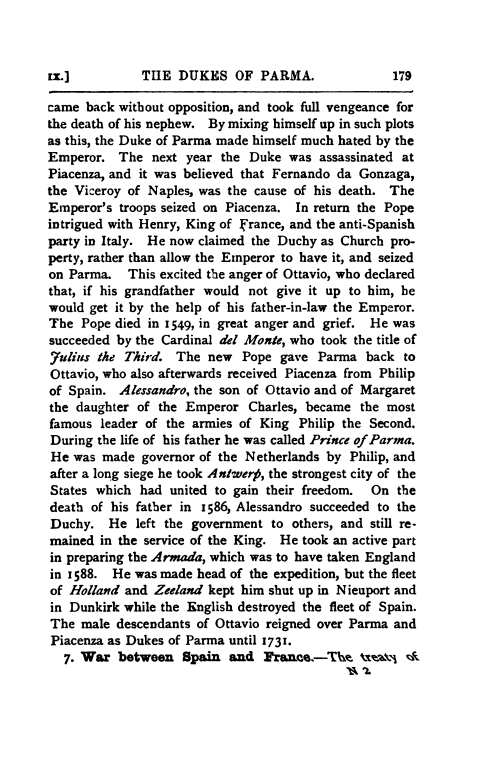 IX.] THE DUKES OF PARMA. 179
came back without opposition, and took full vengeance for
the death of his nephew. By mixing himself up in such plots
as this, the Duke of Parma made himself much hated by the
Emperor. The next year the Duke was assassinated at
Piacenza, and it was believed that Fernando da Gonzaga,
the Viceroy of Naples, was the cause of his death. The
Emperor's troops seized on Piacenza. In return the Pope
intrigued with Henry, King of France, and the anti-Spanish
party in Italy. He now claimed the Duchy as Church pro-
perty, rather than allow the Emperor to have it, and seized
on Parma. This excited the anger of Ottavio, who declared
that, if his grandfather would not give it up to him, he
would get it by the help of his father-in-law the Emperor.
The Pope died in 1549, in great anger and grief. He was
succeeded by the Cardinal del Monte, who took the title of
Julius the Third. The new Pope gave Parma back to
Ottavio, who also afterwards received Piacenza from Philip
of Spain. Alessandro, the son of Ottavio and of Margaret
the daughter of the Emperor Charles, became the most
famous leader of the armies of King Philip the Second.
During the life of his father he was called Prince of Parma.
He was made governor of the Netherlands by Philip, and
after a long siege he took Antwerp, the strongest city of the
States which had united to gain their freedom. On the
death of his father in 1586, Alessandro succeeded to the
Duchy. He left the government to others, and still re-
mained in the service of the King. He took an active part
in preparing the Armada, which was to have taken England
in 1588. He was made head of the expedition, but the fleet
of Holland and Zeeland kept him shut up in Nieuport and
in Dunkirk while the English destroyed the fleet of Spain.
The male descendants of Ottavio reigned over Parma and
Piacenza as Dukes of Parma until 1731.
7. War between Spain and France.—The treaty of
N 2